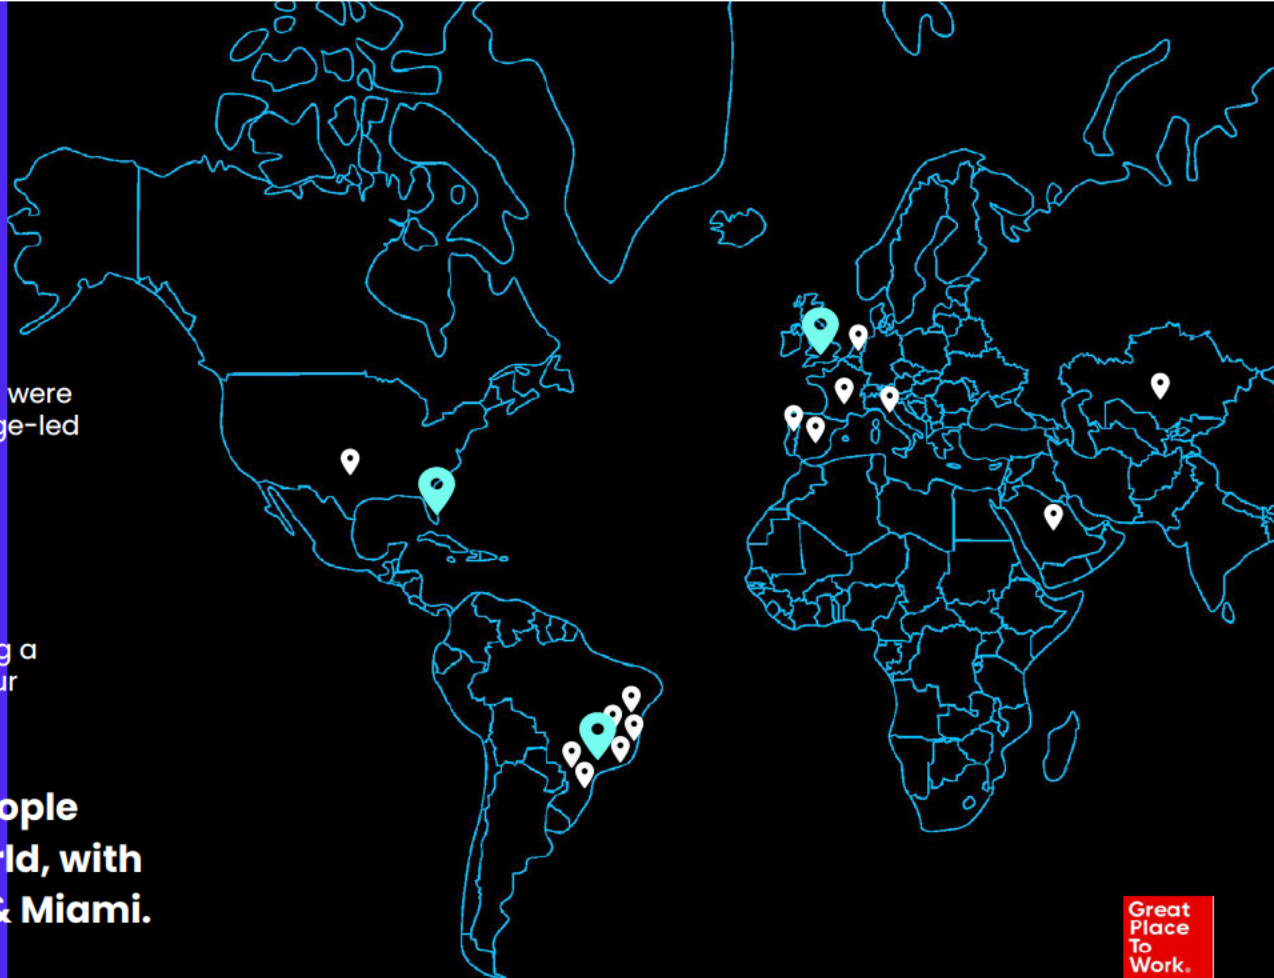 were
ge-led
g a
ur
ople
rld, with
& Miami.
Great
Place
To
Work.